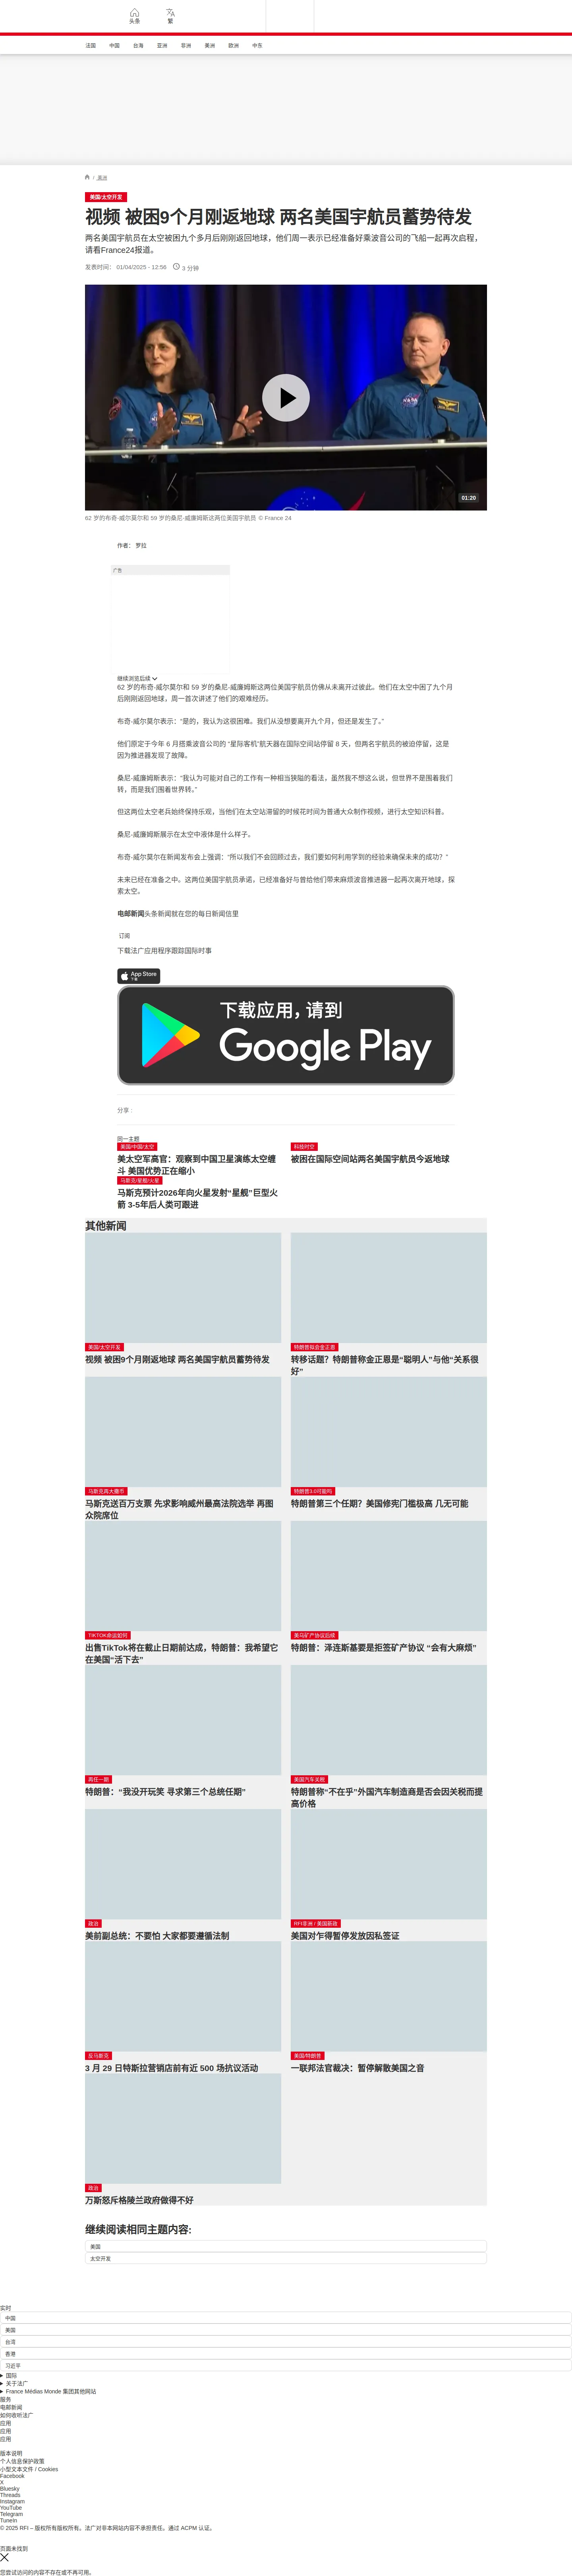 头条
繁
法国
中国
台海
亚洲
非洲
美洲
欧洲
中东
/ 美洲
美国/太空开发
视频 被困9个月刚返地球 两名美国宇航员蓄势待发
两名美国宇航员在太空被困九个多月后刚刚返回地球，他们周一表示已经准备好乘波音公司的飞船一起再次启程，
请看France24报道。
发表时间： 01/04/2025 - 12:56
3 分钟
01:20
62 岁的布奇-威尔莫尔和 59 岁的桑尼-威廉姆斯这两位美国宇航员 © France 24
作者： 罗拉
广告
继续浏览后续
62 岁的布奇-威尔莫尔和 59 岁的桑尼-威廉姆斯这两位美国宇航员仿佛从未离开过彼此。他们在太空中困了九个月
后刚刚返回地球，周一首次讲述了他们的艰难经历。
布奇-威尔莫尔表示：“是的，我认为这很困难。我们从没想要离开九个月，但还是发生了。”
他们原定于今年 6 月搭乘波音公司的 “星际客机”航天器在国际空间站停留 8 天，但两名宇航员的被迫停留，这是
因为推进器发现了故障。
桑尼-威廉姆斯表示：“我认为可能对自己的工作有一种相当狭隘的看法，虽然我不想这么说，但世界不是围着我们
转，而是我们围着世界转。”
但这两位太空老兵始终保持乐观，当他们在太空站滞留的时候花时间为普通大众制作视频，进行太空知识科普。
桑尼-威廉姆斯展示在太空中液体是什么样子。
布奇-威尔莫尔在新闻发布会上强调：“所以我们不会回顾过去，我们要如何利用学到的经验来确保未来的成功？”
未来已经在准备之中。这两位美国宇航员承诺，已经准备好与曾给他们带来麻烦波音推进器一起再次离开地球，探
索太空。
电邮新闻头条新闻就在您的每日新闻信里
订阅
下载法广应用程序跟踪国际时事
App Store
下载
下载应用，请到
Google Play
分享 :
同一主题
美国/中国/太空
美太空军高官：观察到中国卫星演练太空缠
斗 美国优势正在缩小
科技时空
被困在国际空间站两名美国宇航员今返地球
马斯克/星舰/火星
马斯克预计2026年向火星发射“星舰”巨型火
箭 3-5年后人类可跟进
其他新闻
美国/太空开发
视频 被困9个月刚返地球 两名美国宇航员蓄势待发
特朗普拟会金正恩
转移话题？特朗普称金正恩是“聪明人”与他“关系很
好”
马斯克周大撒币
马斯克送百万支票 先求影响威州最高法院选举 再图
众院席位
特朗普3.0可能吗
特朗普第三个任期？美国修宪门槛极高 几无可能
TIKTOK命运如何
出售TikTok将在截止日期前达成，特朗普：我希望它
在美国“活下去”
美乌矿产协议后续
特朗普：泽连斯基要是拒签矿产协议 “会有大麻烦”
再任一期
特朗普：“我没开玩笑 寻求第三个总统任期”
美国汽车关税
特朗普称“不在乎”外国汽车制造商是否会因关税而提
高价格
政治
美前副总统：不要怕 大家都要遵循法制
RFI非洲 / 美国新政
美国对乍得暂停发放因私签证
反马斯克
3 月 29 日特斯拉营销店前有近 500 场抗议活动
美国/特朗普
一联邦法官裁决：暂停解散美国之音
政治
万斯怒斥格陵兰政府做得不好
继续阅读相同主题内容:
美国
太空开发
实时
中国
美国
台湾
香港
习近平
国际
关于法广
France Médias Monde 集团其他网站
服务
电邮新闻
如何收听法广
应用
应用
应用
版本说明
个人信息保护政策
小型文本文件 / Cookies
Facebook
X
Bluesky
Threads
Instagram
YouTube
Telegram
TuneIn
© 2025 RFI – 版权所有版权所有。法广对非本网站内容不承担责任。通过 ACPM 认证。
页面未找到
您尝试访问的内容不存在或不再可用。